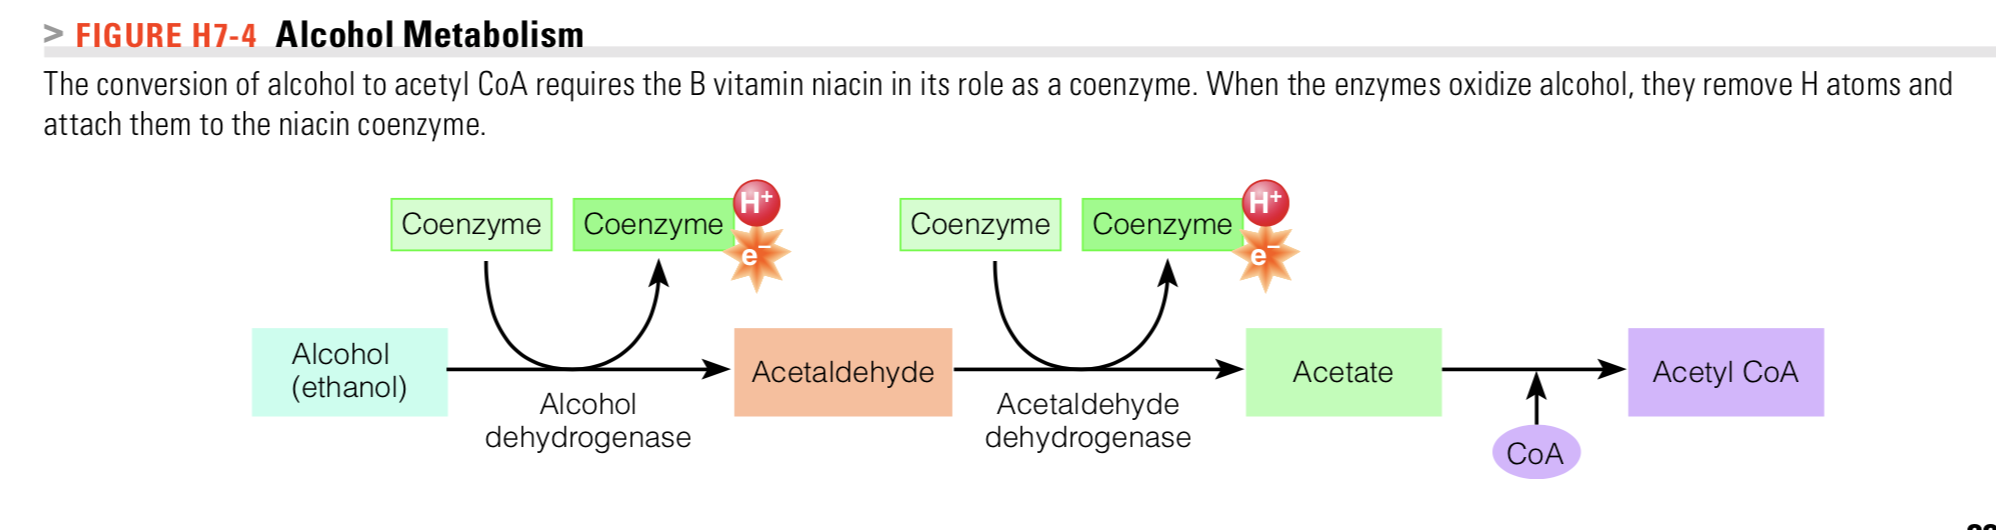 > FIGURE H7-4 Alcohol Metabolism
The conversion of alcohol to acetyl CoA requires the B vitamin niacin in its role as a coenzyme. When the enzymes oxidize alcohol, they remove H atoms and
attach them to the niacin coenzyme.
Coenzyme
Coenzyme
H+
e−
Coenzyme
Coenzyme
H+
e−
Alcohol
(ethanol)
Alcohol
dehydrogenase
Acetaldehyde
Acetaldehyde
dehydrogenase
Acetate
CoA
Acetyl CoA